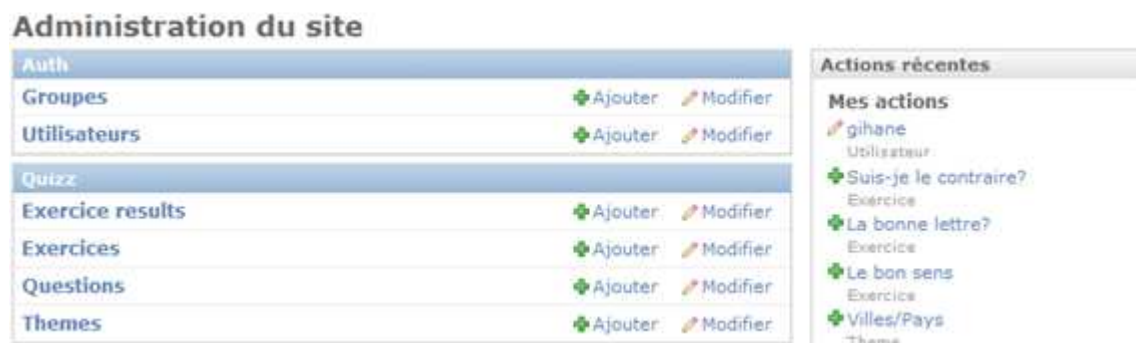 Administration du site
Auth
Groupes Ajouter Modifier
Utilisateurs Ajouter Modifier
Quizz
Exercice results Ajouter Modifier
Exercices Ajouter Modifier
Questions Ajouter Modifier
Themes Ajouter Modifier
Actions récentes
Mes actions
gihane
Utilisateur
Suis-je le contraire?
Exercice
La bonne lettre?
Exercice
Le bon sens
Exercice
Villes/Pays
Theme